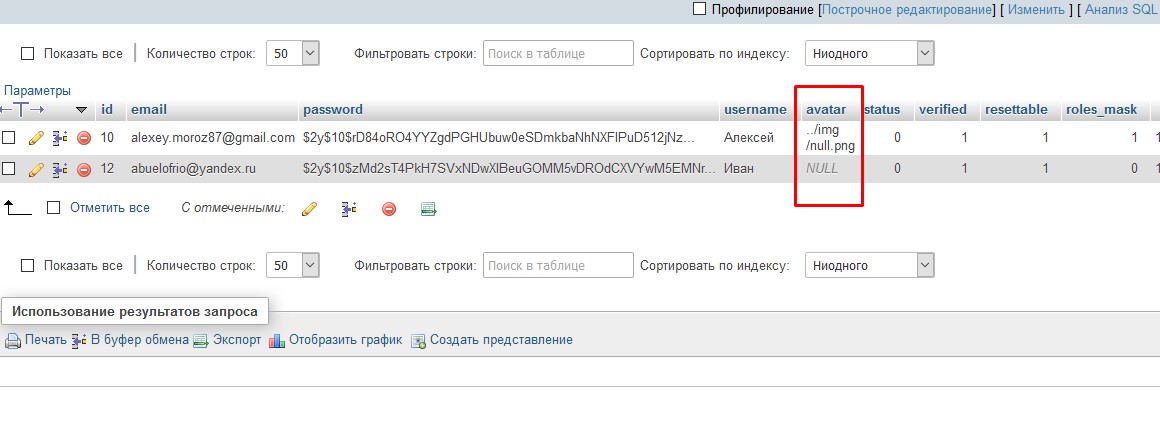 Профилирование [Построчное редактирование] [ Изменить ] [ Анализ SQL
Показать все | Количество строк: 50 Фильтровать строки: Поиск в таблице Сортировать по индексу: Ниодного
Параметры
←T→ id email password username avatar status verified resettable roles_mask
10 alexey.moroz87@gmail.com $2y$10$rD84oRO4YYZgdPGHUbuw0eSDmkbaNhNXFlPuD512jNz... Алексей ../img 0 1 1 1 1
/null.png
12 abuelofrio@yandex.ru $2y$10$zMd2sT4PkH7SVxNDwXlBeuGOMM5vDROdCXVYwM5EMNr... Иван NULL 0 1 1 0 1
Отметить все С отмеченными:
Показать все | Количество строк: 50 Фильтровать строки: Поиск в таблице Сортировать по индексу: Ниодного
Использование результатов запроса
Печать В буфер обмена Экспорт Отобразить график Создать представление